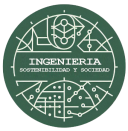 INGENIERIA
SOSTENIBILIDAD Y SOCIEDAD